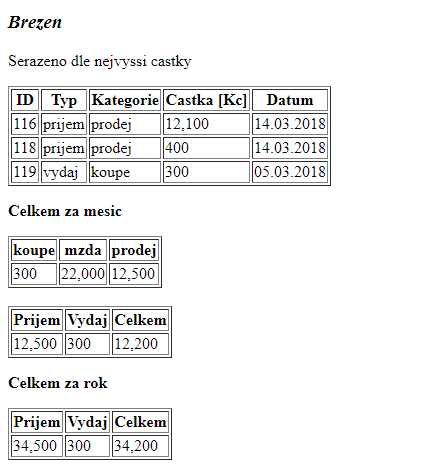 Brezen
Serazeno dle nejvyssi castky
ID Typ Kategorie Castka [Kc] Datum
116 prijem prodej 12,100 14.03.2018
118 prijem prodej 400 14.03.2018
119 vydaj koupe 300 05.03.2018
Celkem za mesic
koupe mzda prodej
300 22,000 12,500
Prijem Vydaj Celkem
12,500 300 12,200
Celkem za rok
Prijem Vydaj Celkem
34,500 300 34,200